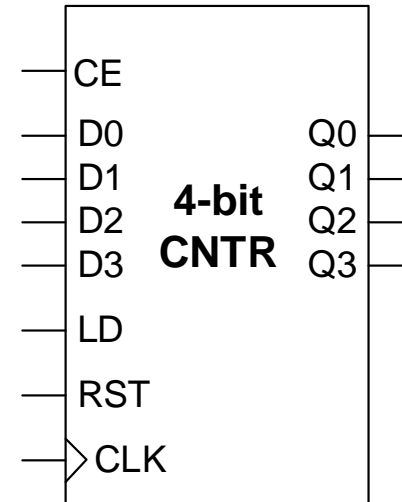 CE
D0 Q0
D1 Q1
4-bit
D2 Q2
CNTR
D3 Q3
LD
RST
CLK